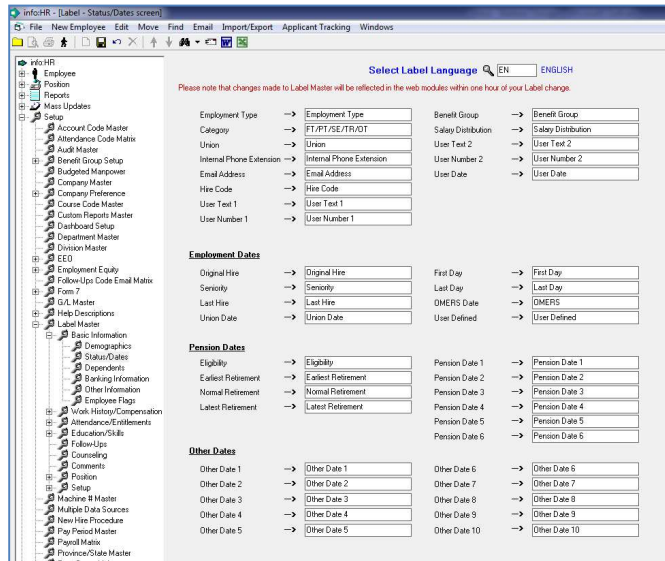 info:HR - [Label - Status/Dates screen]
File New Employee Edit Move Find Email Import/Export Applicant Tracking Windows
info:HR
Employee
Position
Reports
Mass Updates
Setup
Account Code Master
Attendance Code Matrix
Audit Master
Benefit Group Setup
Budgeted Manpower
Company Master
Company Preference
Course Code Master
Custom Reports Master
Dashboard Setup
Department Master
Division Master
EEO
Employment Equity
Follow-Ups Code Email Matrix
Form 7
G/L Master
Help Descriptions
Label Master
Basic Information
Demographics
Status/Dates
Dependents
Banking Information
Other Information
Employee Flags
Work History/Compensation
Attendance/Entitlements
Education/Skills
Follow-Ups
Counseling
Comments
Position
Setup
Machine # Master
Multiple Data Sources
New Hire Procedure
Pay Period Master
Payroll Matrix
Province/State Master
Select Label Language EN ENGLISH
Please note that changes made to Label Master will be reflected in the web modules within one hour of your Label change.
Employment Type --> Employment Type Benefit Group --> Benefit Group
Category --> FT/PT/SE/TR/OT Salary Distribution --> Salary Distribution
Union --> Union User Text 2 --> User Text 2
Internal Phone Extension --> Internal Phone Extension User Number 2 --> User Number 2
Email Address --> Email Address User Date --> User Date
Hire Code --> Hire Code
User Text 1 --> User Text 1
User Number 1 --> User Number 1
Employment Dates
Original Hire --> Original Hire First Day --> First Day
Seniority --> Seniority Last Day --> Last Day
Last Hire --> Last Hire OMERS Date --> OMERS
Union Date --> Union Date User Defined --> User Defined
Pension Dates
Eligibility --> Eligibility Pension Date 1 --> Pension Date 1
Earliest Retirement --> Earliest Retirement Pension Date 2 --> Pension Date 2
Normal Retirement --> Normal Retirement Pension Date 3 --> Pension Date 3
Latest Retirement --> Latest Retirement Pension Date 4 --> Pension Date 4
Pension Date 5 --> Pension Date 5
Pension Date 6 --> Pension Date 6
Other Dates
Other Date 1 --> Other Date 1 Other Date 6 --> Other Date 6
Other Date 2 --> Other Date 2 Other Date 7 --> Other Date 7
Other Date 3 --> Other Date 3 Other Date 8 --> Other Date 8
Other Date 4 --> Other Date 4 Other Date 9 --> Other Date 9
Other Date 5 --> Other Date 5 Other Date 10 --> Other Date 10